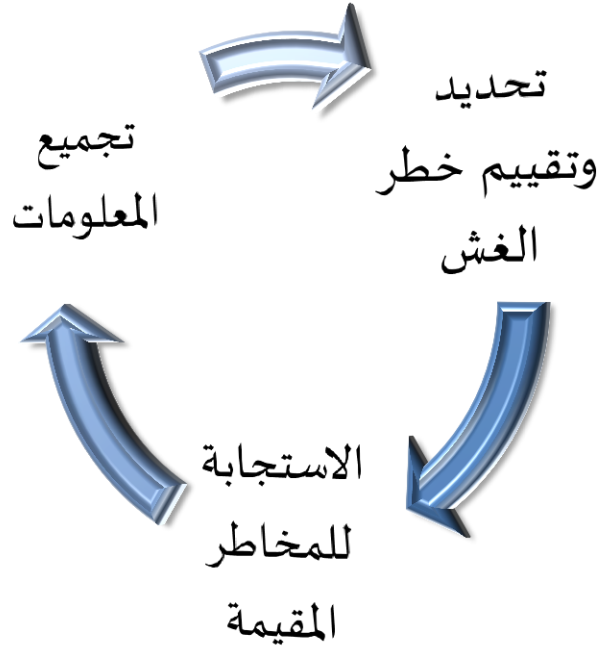 تحديد
وتقييم خطر
الغش
تجميع
المعلومات
الاستجابة
للمخاطر
المقيمة